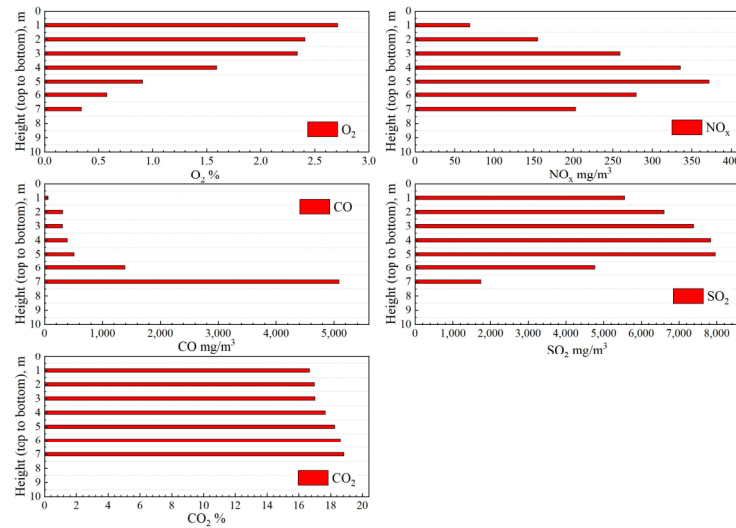 0
1
2
3
4
5
6
7
8
9
10
Height (top to bottom), m
0.0 0.5 1.0 1.5 2.0 2.5 3.0
O₂ %
O₂
0
1
2
3
4
5
6
7
8
9
10
Height (top to bottom), m
0 50 100 150 200 250 300 350 400
NOₓ mg/m³
NOₓ
0
1
2
3
4
5
6
7
8
9
10
Height (top to bottom), m
0 1,000 2,000 3,000 4,000 5,000
CO mg/m³
CO
0
1
2
3
4
5
6
7
8
9
10
Height (top to bottom), m
0 1,000 2,000 3,000 4,000 5,000 6,000 7,000 8,000
SO₂ mg/m³
SO₂
0
1
2
3
4
5
6
7
8
9
10
Height (top to bottom), m
0 2 4 6 8 10 12 14 16 18 20
CO₂ %
CO₂